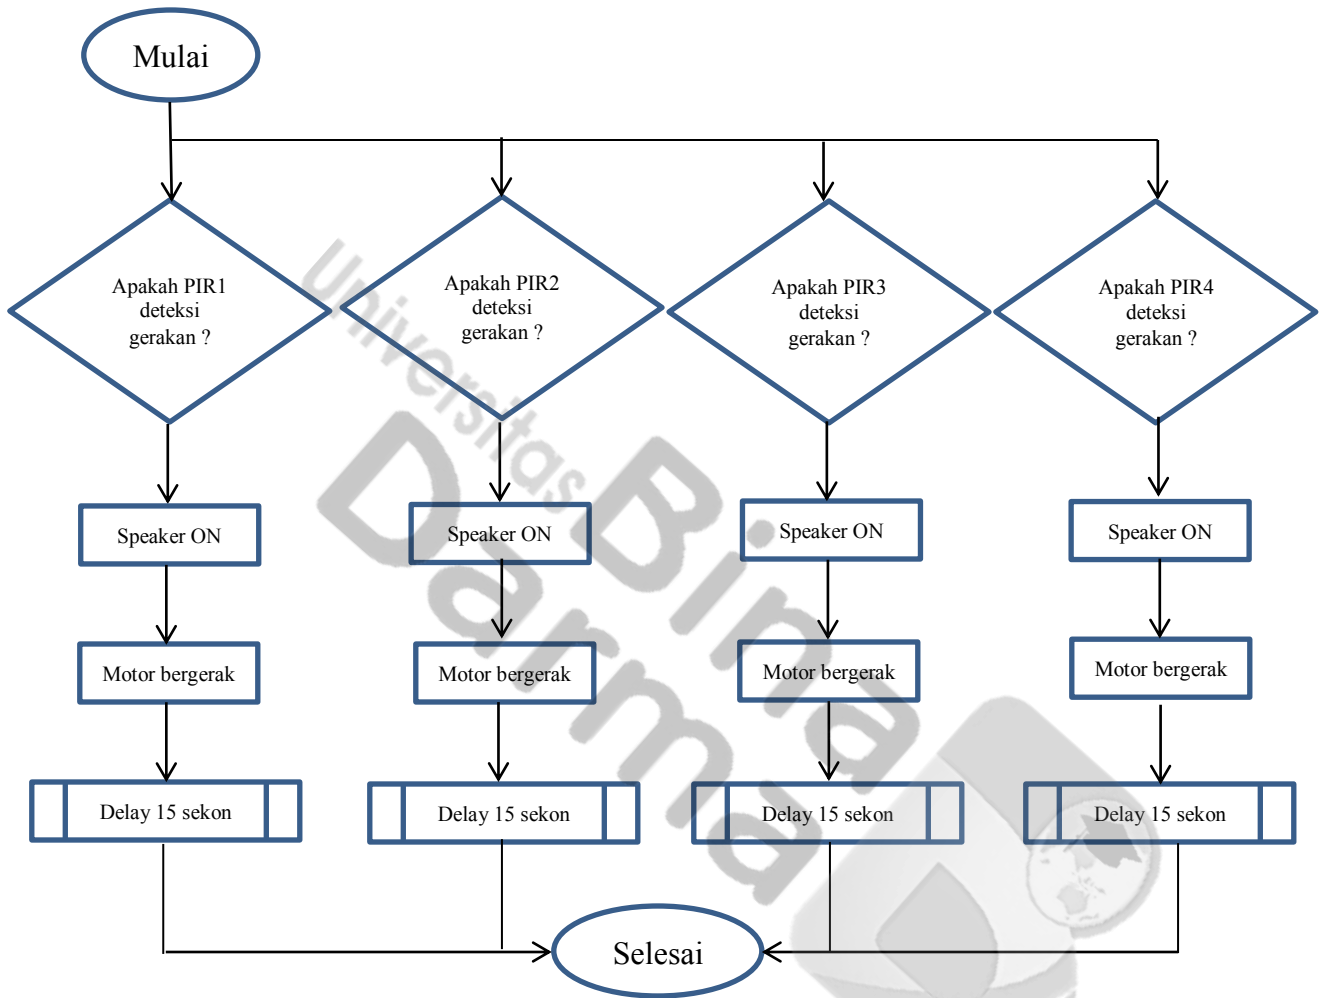 Mulai
Apakah PIR1
deteksi
gerakan ?
Apakah PIR2
deteksi
gerakan ?
Apakah PIR3
deteksi
gerakan ?
Apakah PIR4
deteksi
gerakan ?
Speaker ON
Speaker ON
Speaker ON
Speaker ON
Motor bergerak
Motor bergerak
Motor bergerak
Motor bergerak
Delay 15 sekon
Delay 15 sekon
Delay 15 sekon
Delay 15 sekon
Selesai
Universitas
Bina
Darma